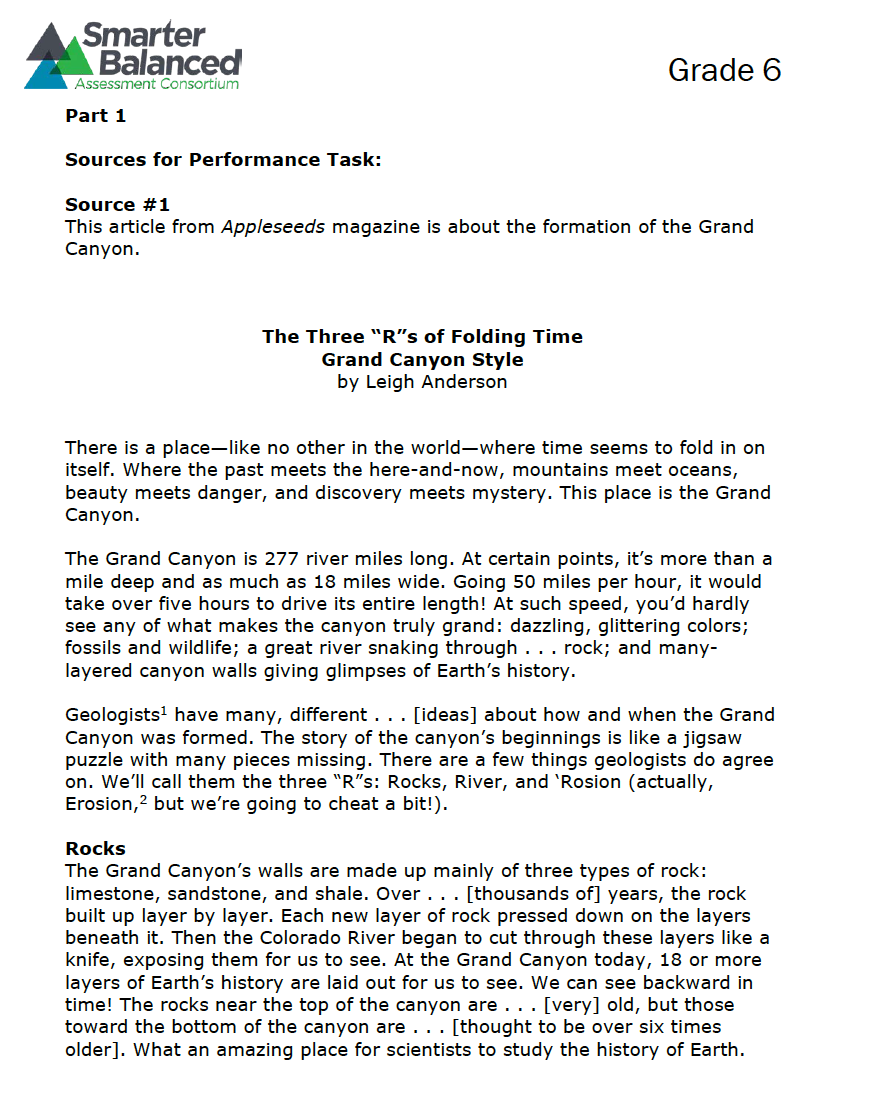 Smarter
Balanced
Assessment Consortium
Grade 6
Part 1
Sources for Performance Task:
Source #1
This article from Appleseeds magazine is about the formation of the Grand
Canyon.
The Three “R”s of Folding Time
Grand Canyon Style
by Leigh Anderson
There is a place—like no other in the world—where time seems to fold in on
itself. Where the past meets the here-and-now, mountains meet oceans,
beauty meets danger, and discovery meets mystery. This place is the Grand
Canyon.
The Grand Canyon is 277 river miles long. At certain points, it’s more than a
mile deep and as much as 18 miles wide. Going 50 miles per hour, it would
take over five hours to drive its entire length! At such speed, you’d hardly
see any of what makes the canyon truly grand: dazzling, glittering colors;
fossils and wildlife; a great river snaking through . . . rock; and many-
layered canyon walls giving glimpses of Earth’s history.
Geologists¹ have many, different . . . [ideas] about how and when the Grand
Canyon was formed. The story of the canyon’s beginnings is like a jigsaw
puzzle with many pieces missing. There are a few things geologists do agree
on. We’ll call them the three “R”s: Rocks, River, and ‘Rosion (actually,
Erosion,² but we’re going to cheat a bit!).
Rocks
The Grand Canyon’s walls are made up mainly of three types of rock:
limestone, sandstone, and shale. Over . . . [thousands of] years, the rock
built up layer by layer. Each new layer of rock pressed down on the layers
beneath it. Then the Colorado River began to cut through these layers like a
knife, exposing them for us to see. At the Grand Canyon today, 18 or more
layers of Earth’s history are laid out for us to see. We can see backward in
time! The rocks near the top of the canyon are . . . [very] old, but those
toward the bottom of the canyon are . . . [thought to be over six times
older]. What an amazing place for scientists to study the history of Earth.